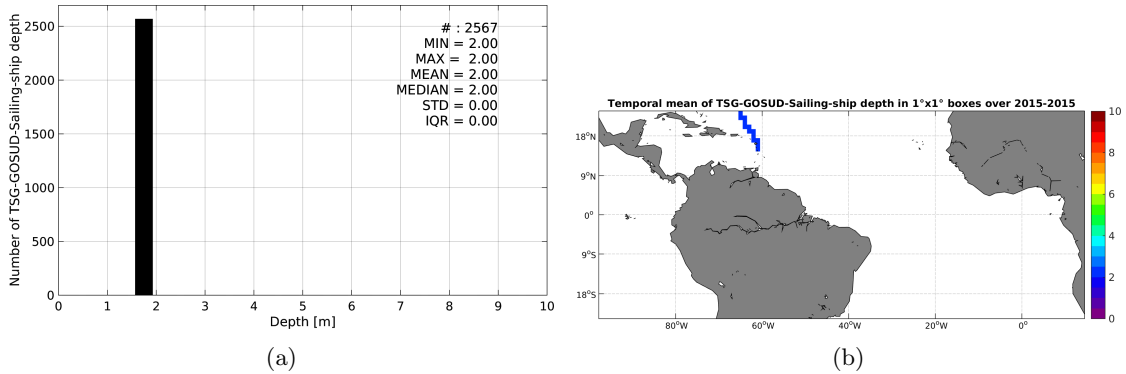 Number of TSG-GOSUD-Sailing-ship depth
2500
2000
1500
1000
500
0
# : 2567
MIN = 2.00
MAX = 2.00
MEAN = 2.00
MEDIAN = 2.00
STD = 0.00
IQR = 0.00
0 1 2 3 4 5 6 7 8 9 10
Depth [m]
(a)
Temporal mean of TSG-GOSUD-Sailing-ship depth in 1°x1° boxes over 2015-2015
18°N
9°N
0°
9°S
18°S
80°W 60°W 40°W 20°W 0°
10
8
6
4
2
0
(b)